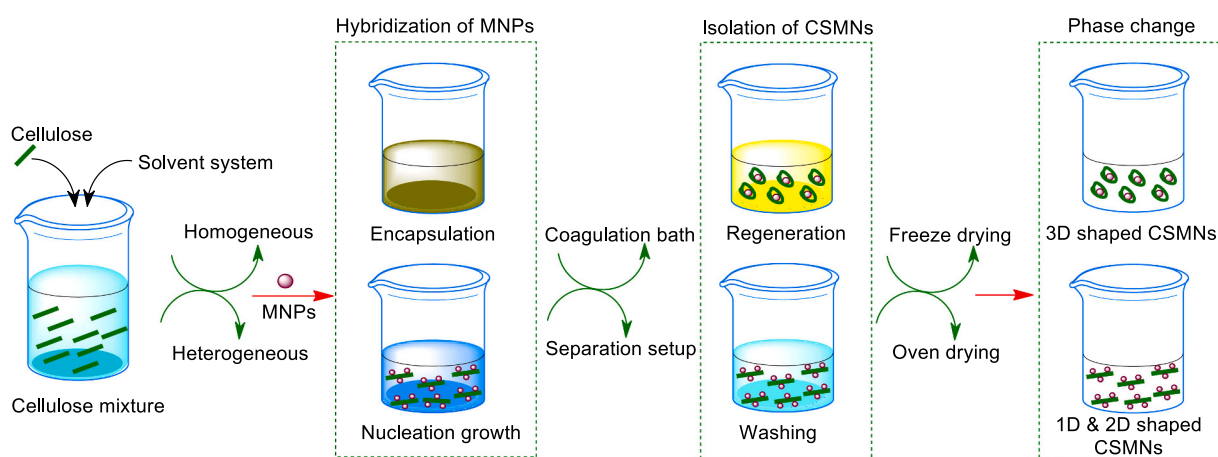 Hybridization of MNPs
Isolation of CSMNs
Phase change
Cellulose
Solvent system
Cellulose mixture
Homogeneous
MNPs
Heterogeneous
Encapsulation
Nucleation growth
Coagulation bath
Separation setup
Regeneration
Washing
Freeze drying
Oven drying
3D shaped CSMNs
1D & 2D shaped
CSMNs